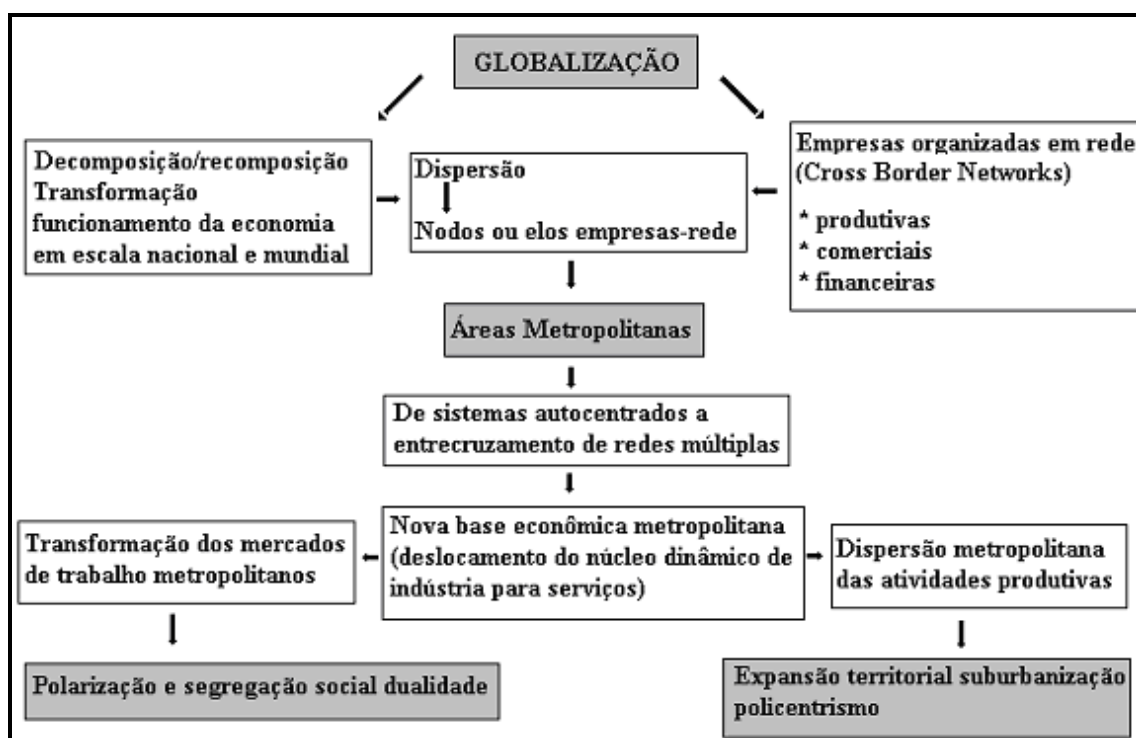 GLOBALIZAÇÃO
Decomposição/recomposição
Transformação
funcionamento da economia
em escala nacional e mundial
Dispersão
Nodos ou elos empresas-rede
Empresas organizadas em rede
(Cross Border Networks)
* produtivas
* comerciais
* financeiras
Áreas Metropolitanas
De sistemas autocentrados a
entrecruzamento de redes múltiplas
Transformação dos mercados
de trabalho metropolitanos
Nova base econômica metropolitana
(deslocamento do núcleo dinâmico de
indústria para serviços)
Dispersão metropolitana
das atividades produtivas
Polarização e segregação social dualidade
Expansão territorial suburbanização
policentrismo